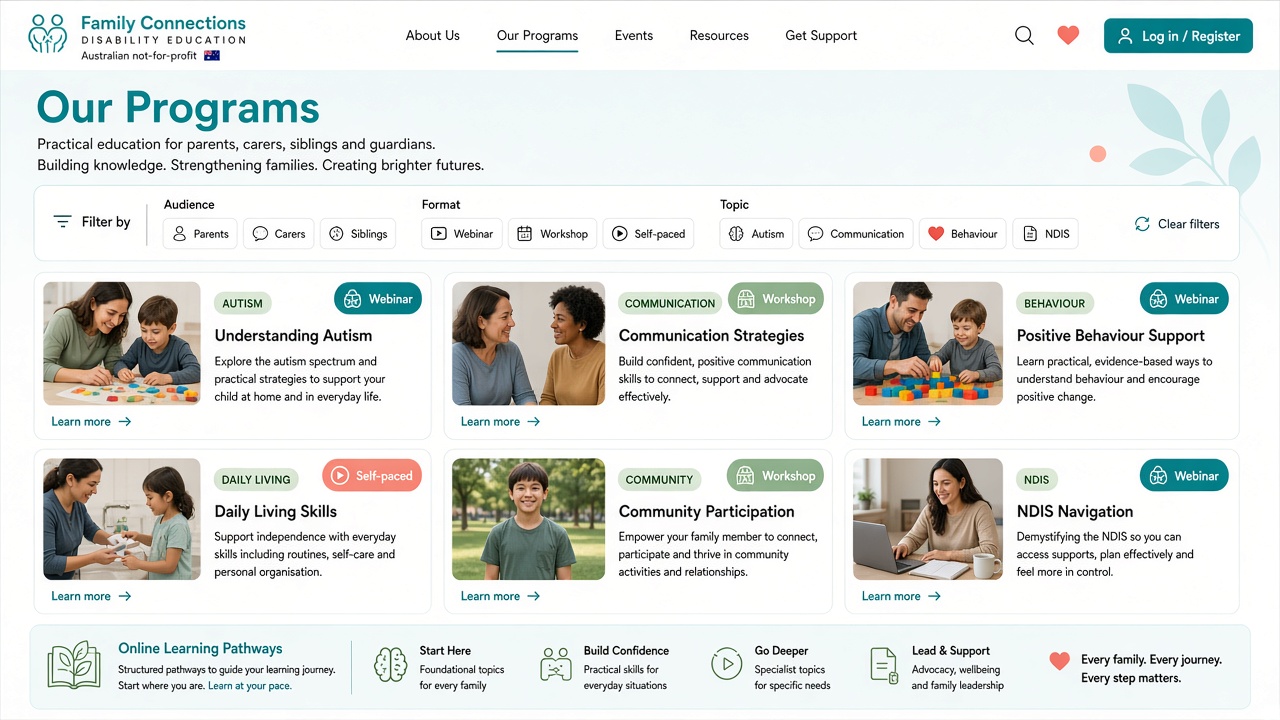 Family Connections
DISABILITY EDUCATION
Australian not-for-profit
About Us
Our Programs
Events
Resources
Get Support
Log in / Register
Our Programs
Practical education for parents, carers, siblings and guardians.
Building knowledge. Strengthening families. Creating brighter futures.
Filter by
Audience
Parents
Carers
Siblings
Format
Webinar
Workshop
Self-paced
Topic
Autism
Communication
Behaviour
NDIS
Clear filters
AUTISM
Webinar
Understanding Autism
Explore the autism spectrum and
practical strategies to support your
child at home and in everyday life.
Learn more
COMMUNICATION
Workshop
Communication Strategies
Build confident, positive communication
skills to connect, support and advocate
effectively.
Learn more
BEHAVIOUR
Webinar
Positive Behaviour Support
Learn practical, evidence-based ways to
understand behaviour and encourage
positive change.
Learn more
DAILY LIVING
Self-paced
Daily Living Skills
Support independence with everyday
skills including routines, self-care and
personal organisation.
Learn more
COMMUNITY
Workshop
Community Participation
Empower your family member to connect,
participate and thrive in community
activities and relationships.
Learn more
NDIS
Webinar
NDIS Navigation
Demystifying the NDIS so you can
access supports, plan effectively and
feel more in control.
Learn more
Online Learning Pathways
Structured pathways to guide your learning journey.
Start where you are. Learn at your pace.
Start Here
Foundational topics
for every family
Build Confidence
Practical skills for
everyday situations
Go Deeper
Specialist topics
for specific needs
Lead & Support
Advocacy, wellbeing
and family leadership
Every family. Every journey.
Every step matters.